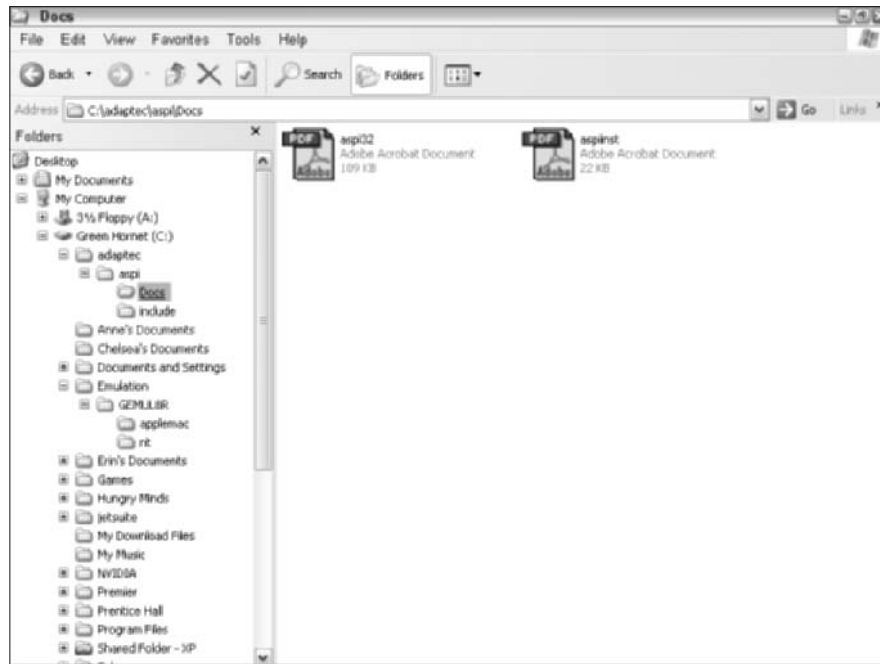 Docs
File Edit View Favorites Tools Help
Back Search Folders
Address C:\adaptec\aspi\Docs Go Links
Folders
Desktop
My Documents
My Computer
3½ Floppy (A:)
Green Hornet (C:)
adaptec
aspi
Docs
include
Anne's Documents
Chelsea's Documents
Documents and Settings
Emulation
GEMUL8R
applemac
nt
Erin's Documents
Games
Hungry Minds
jetsuite
My Download Files
My Music
NVIDIA
Premier
Prentice Hall
Program Files
Shared Folder - XP
PDF
Adobe
aspi32
Adobe Acrobat Document
189 KB
PDF
Adobe
aspiinst
Adobe Acrobat Document
22 KB